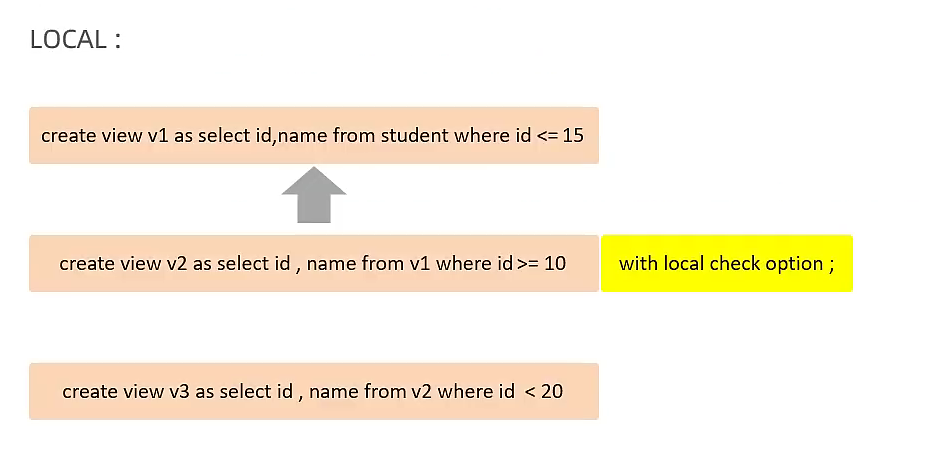 LOCAL :
create view v1 as select id,name from student where id <= 15
create view v2 as select id , name from v1 where id >= 10
with local check option ;
create view v3 as select id , name from v2 where id < 20